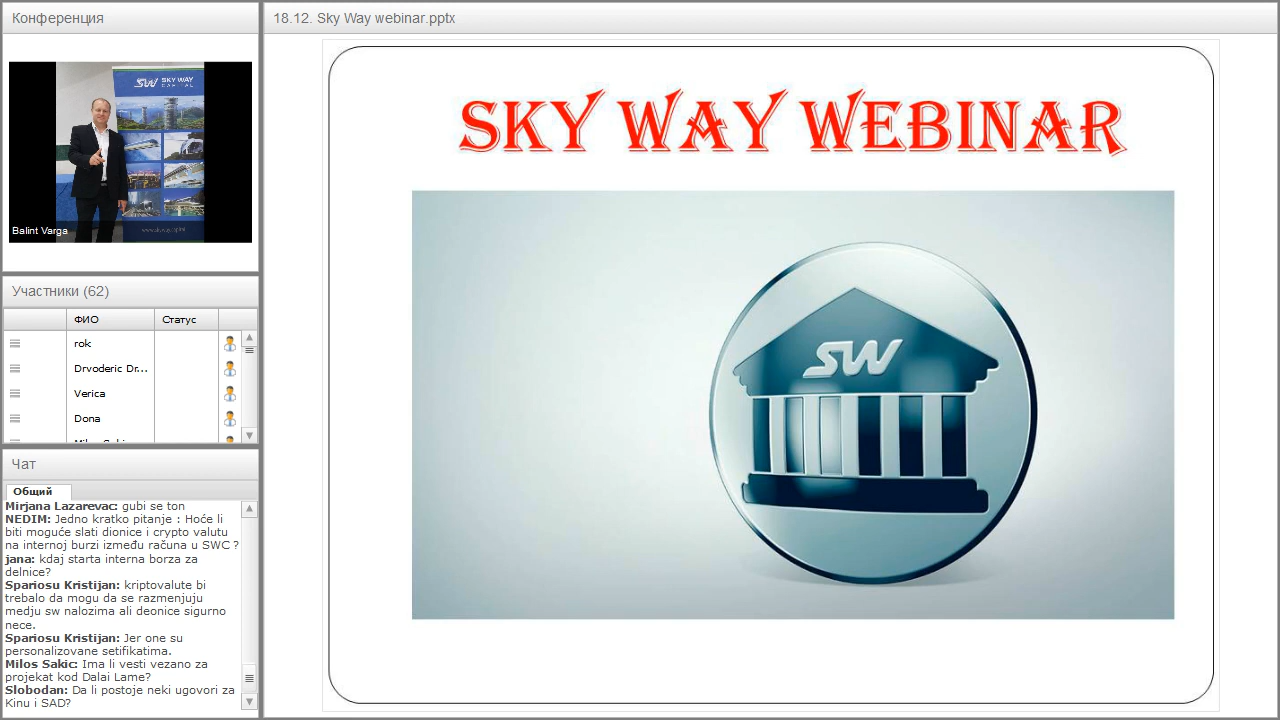 Конференция
SW SKY WAY
CAPITAL
Balint Varga
Участники (62)
ФИО Статус
rok
Drvoderic Dr...
Verica
Dona
Чат
Общий
Mirjana Lazarevac: gubi se ton
NEDIM: Jedno kratko pitanje : Hoće li
biti moguće slati dionice i crypto valutu
na internoj burzi između računa u SWC ?
jana: kdaj starta interna borza za
delnice?
Spariosu Kristijan: kriptovalute bi
trebalo da mogu da se razmenjuju
medju sw nalozima ali deonice sigurno
nece.
Spariosu Kristijan: Jer one su
personalizovane setifikatima.
Milos Sakic: Ima li vesti vezano za
projekat kod Dalai Lame?
Slobodan: Da li postoje neki ugovori za
Kinu i SAD?
18.12. Sky Way webinar.pptx
SKY WAY WEBINAR
SW